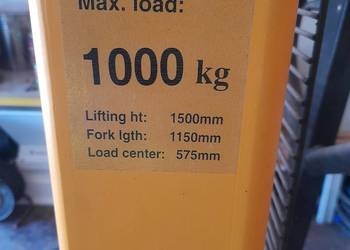 Max. load:
1000 kg
Lifting ht: 1500mm
Fork lgth: 1150mm
Load center: 575mm